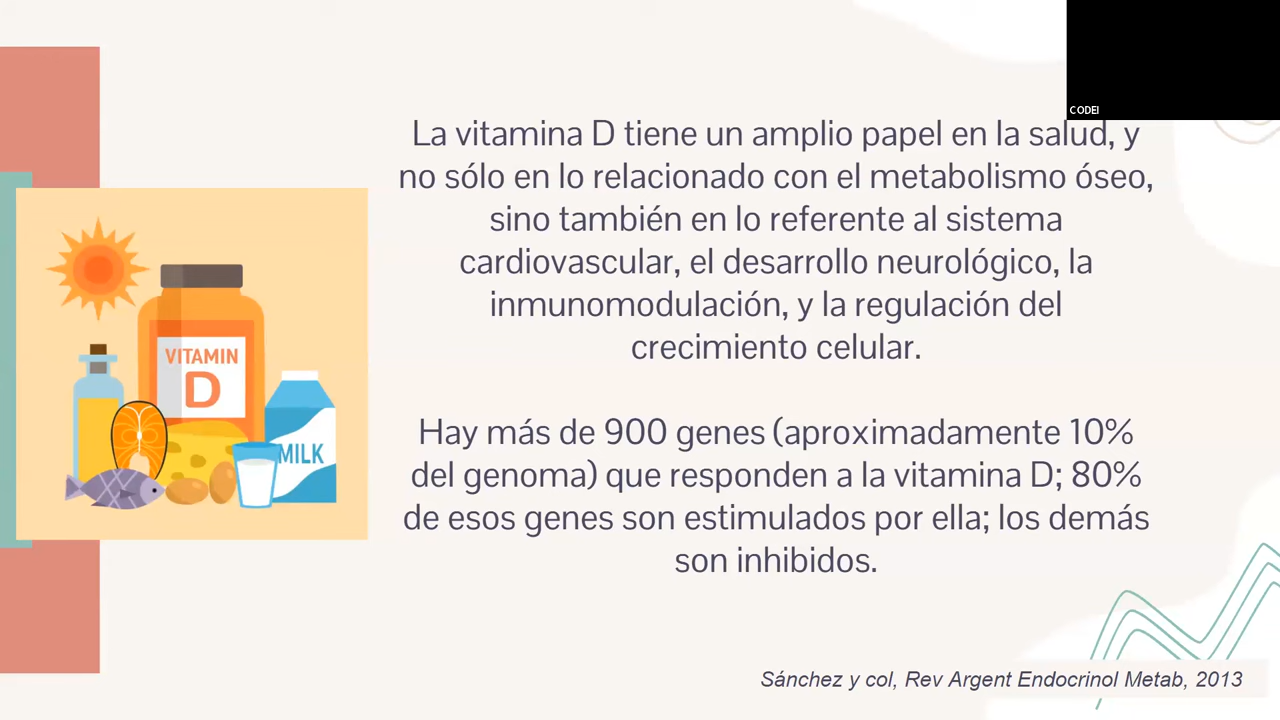 CODEI
La vitamina D tiene un amplio papel en la salud, y
no sólo en lo relacionado con el metabolismo óseo,
sino también en lo referente al sistema
cardiovascular, el desarrollo neurológico, la
inmunomodulación, y la regulación del
crecimiento celular.
VITAMIN
D
MILK
Hay más de 900 genes (aproximadamente 10%
del genoma) que responden a la vitamina D; 80%
de esos genes son estimulados por ella; los demás
son inhibidos.
Sánchez y col, Rev Argent Endocrinol Metab, 2013